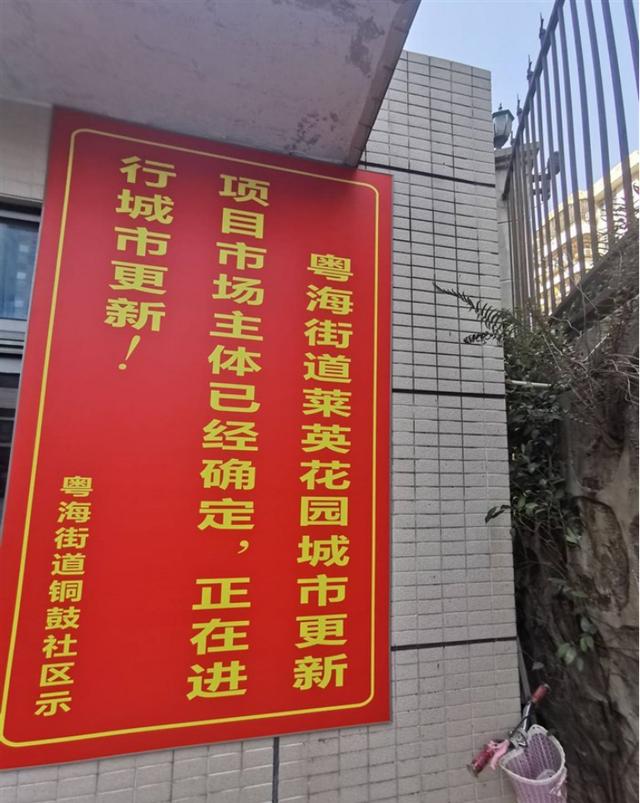 粤海街道莱英花园城市更新
项目市场主体已经确定，正在进
行城市更新！
粤海街道铜鼓社区示